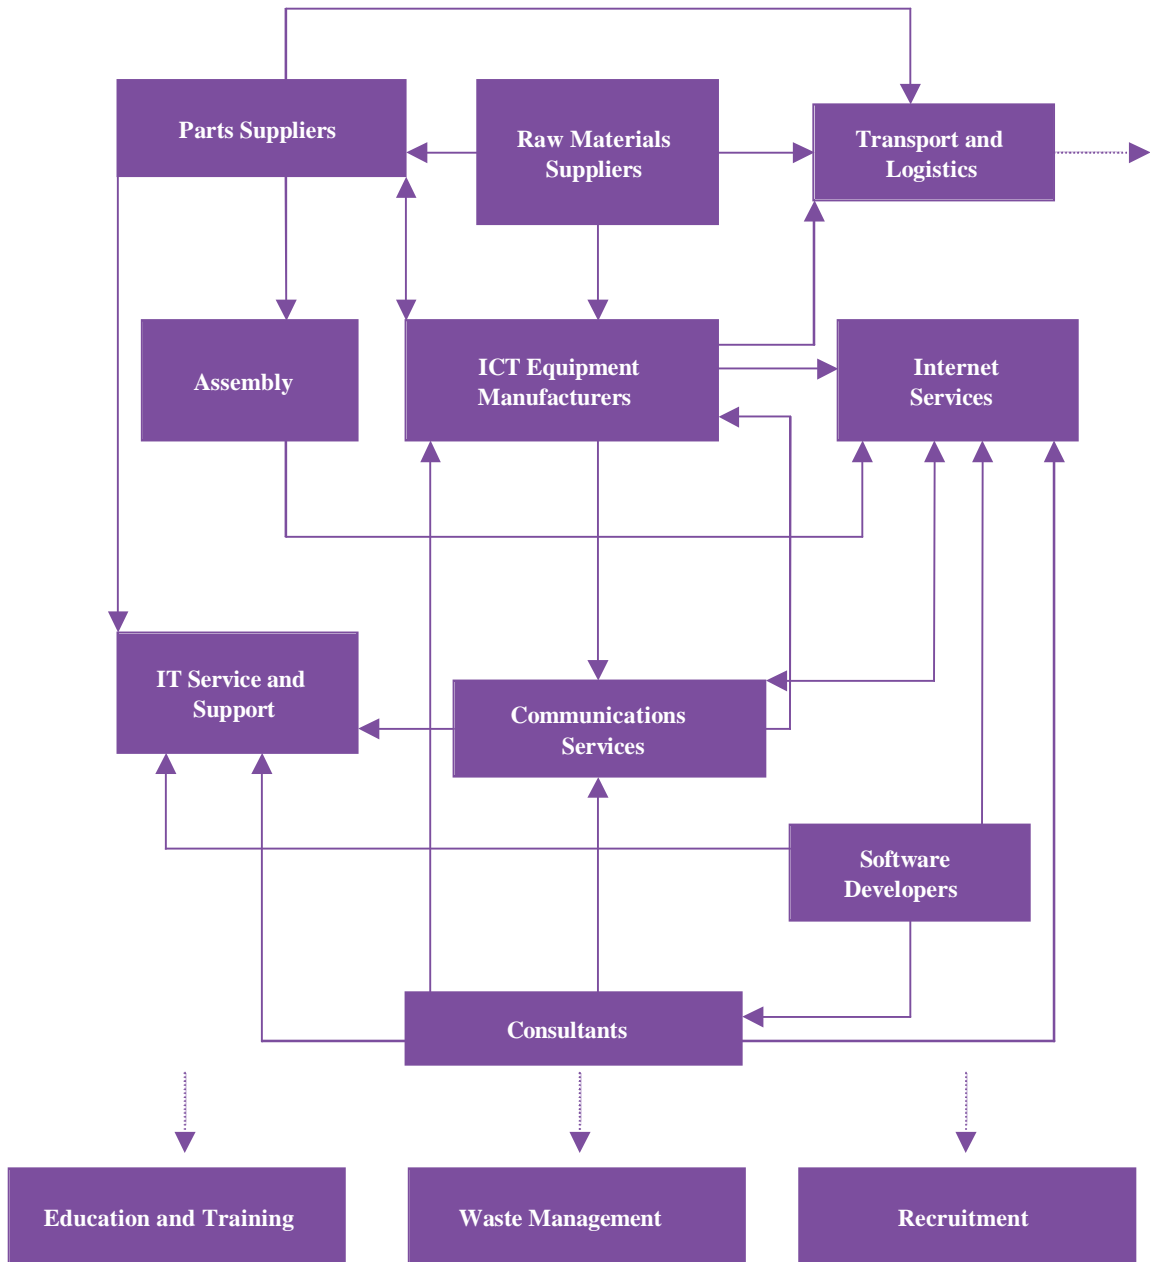 Parts Suppliers
Raw Materials
Suppliers
Transport and
Logistics
Assembly
ICT Equipment
Manufacturers
Internet
Services
IT Service and
Support
Communications
Services
Software
Developers
Consultants
Education and Training
Waste Management
Recruitment